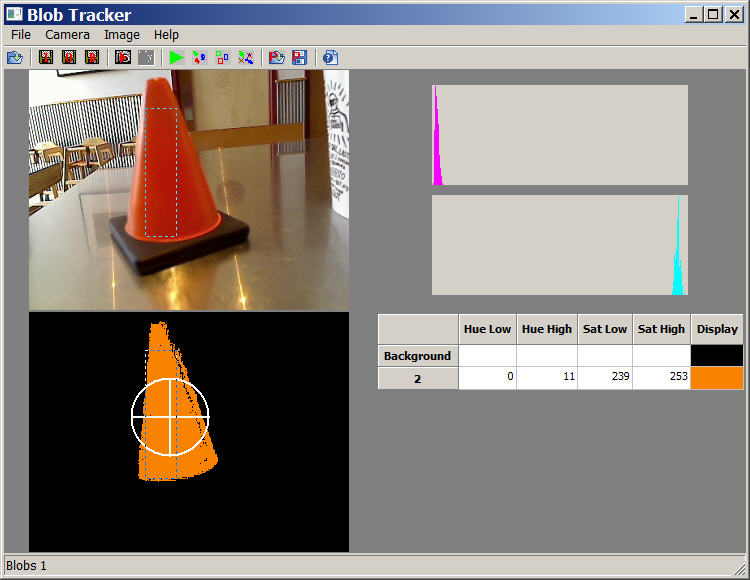 Blob Tracker
File Camera Image Help
Hue Low Hue High Sat Low Sat High Display
Background
2 0 11 239 253
Blobs 1